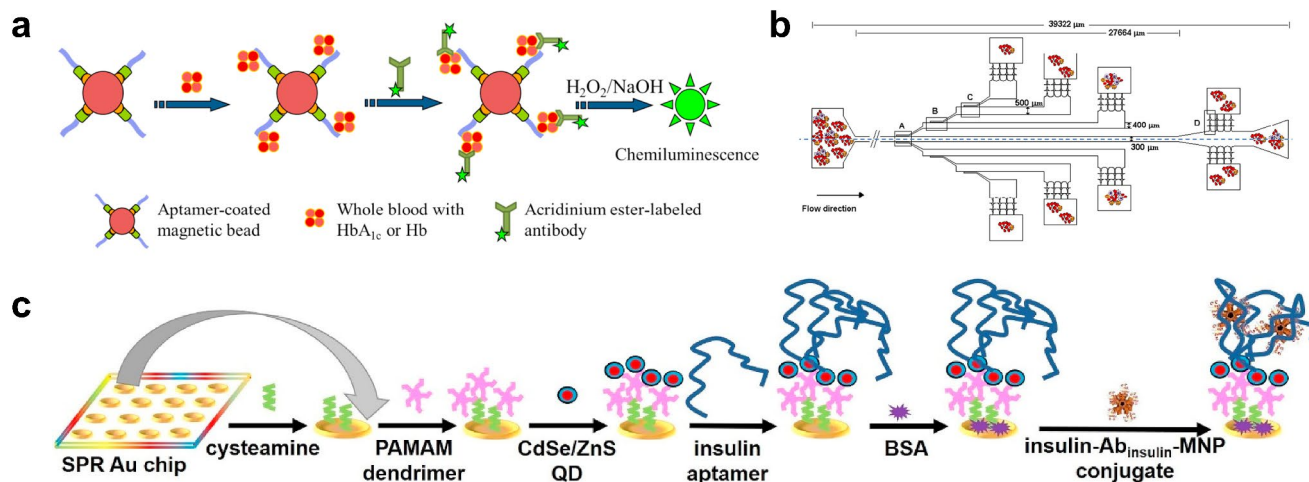 a
H₂O₂/NaOH
Chemiluminescence
Aptamer-coated
magnetic bead
Whole blood with
HbA₁c or Hb
Acridinium ester-labeled
antibody
b
39322 μm
27664 μm
C
B
A
500 μm
D
400 μm
300 μm
Flow direction
c
SPR Au chip
cysteamine
PAMAM
dendrimer
CdSe/ZnS
QD
insulin
aptamer
BSA
insulin-Abinsulin-MNP
conjugate